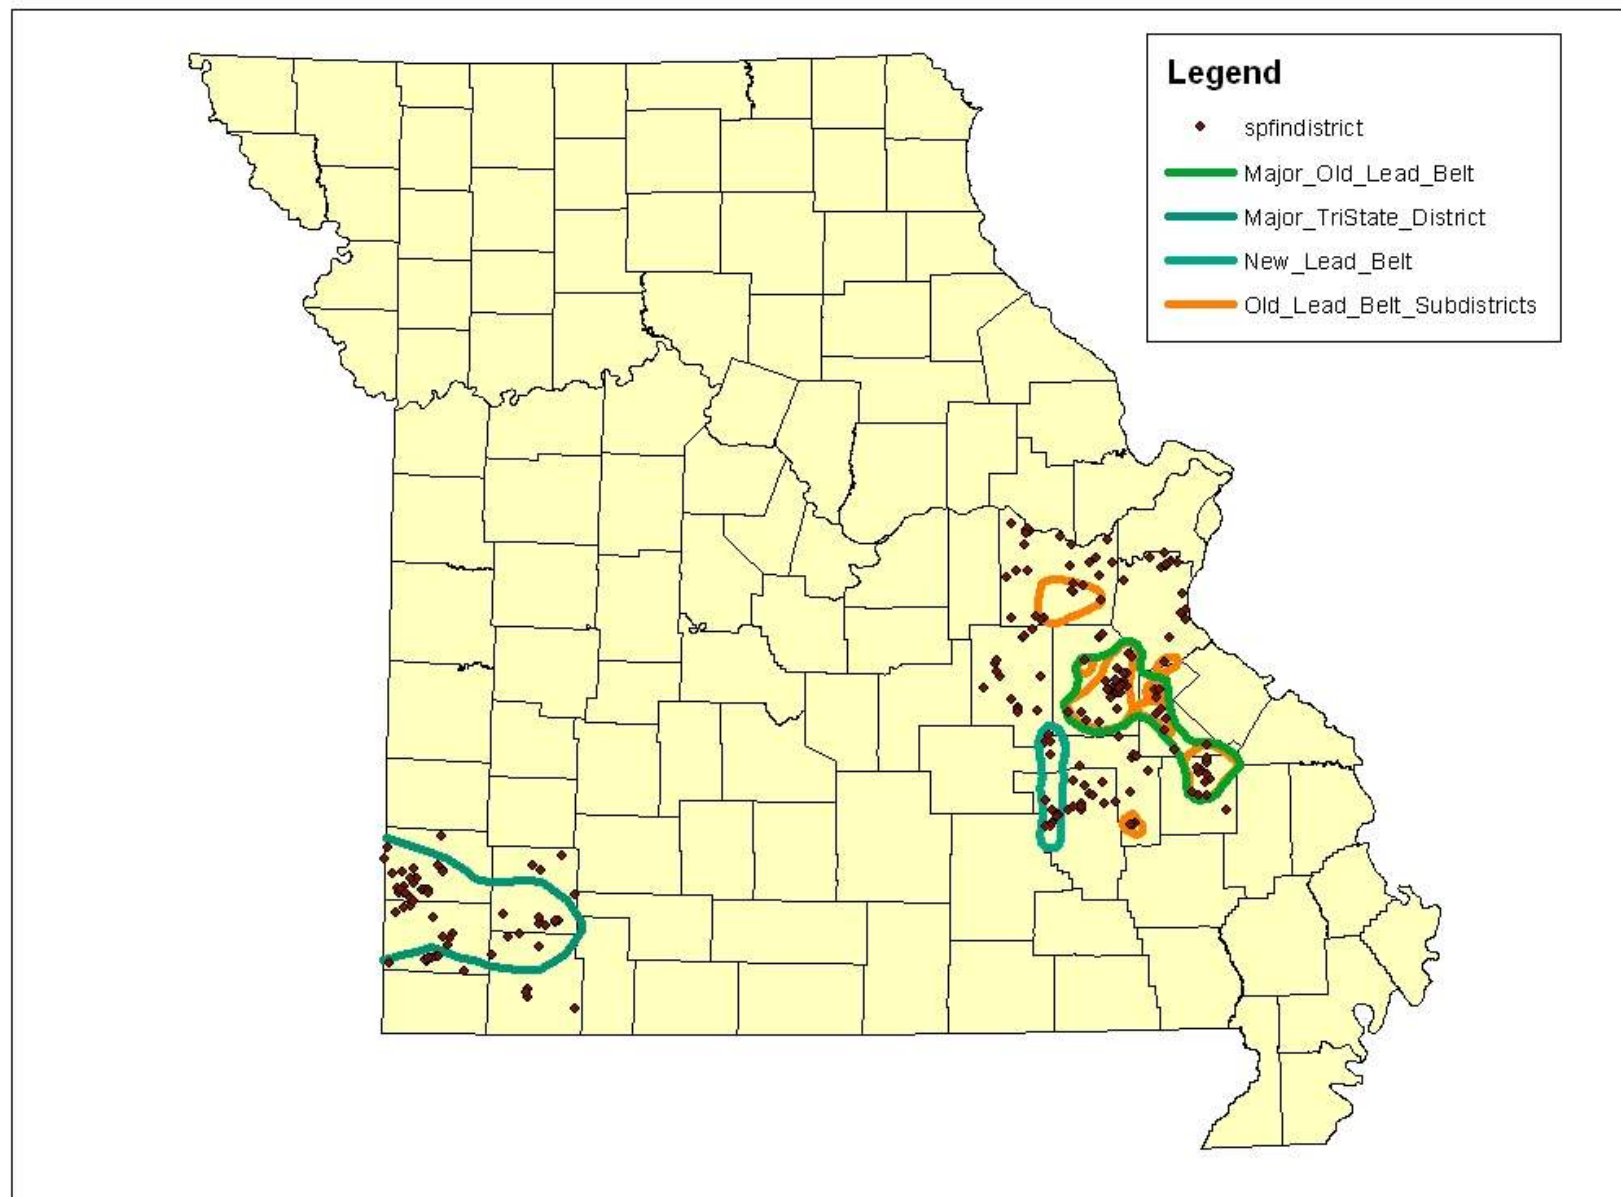 Legend
spfindistrict
Major_Old_Lead_Belt
Major_TriState_District
New_Lead_Belt
Old_Lead_Belt_Subdistricts